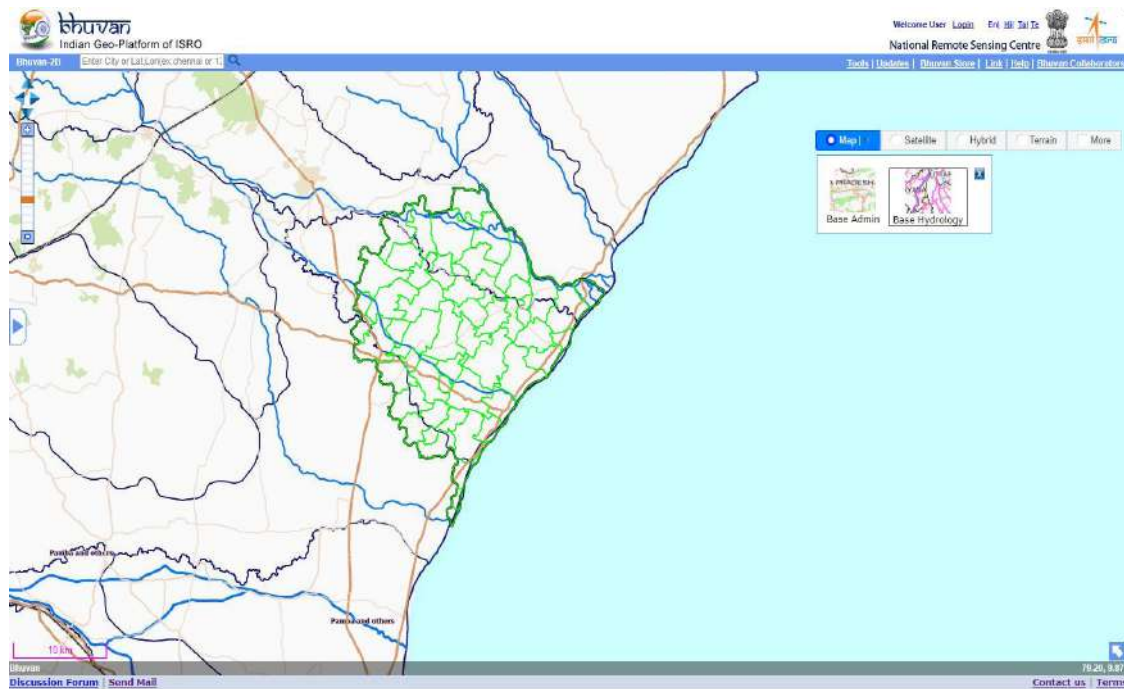 bhuvan
Indian Geo-Platform of ISRO
Welcome User Login
National Remote Sensing Centre
Bhuvan-2D
Tools | Updates | Bhuvan Store | Link | Help | Bhuvan Collaborators
Map | Satellite Hybrid Terrain More
Base Admin Base Hydrology
Pamba and others
Pamba and others
10 km
Bhuvan
Discussion Forum | Send Mail
Contact us | Terms